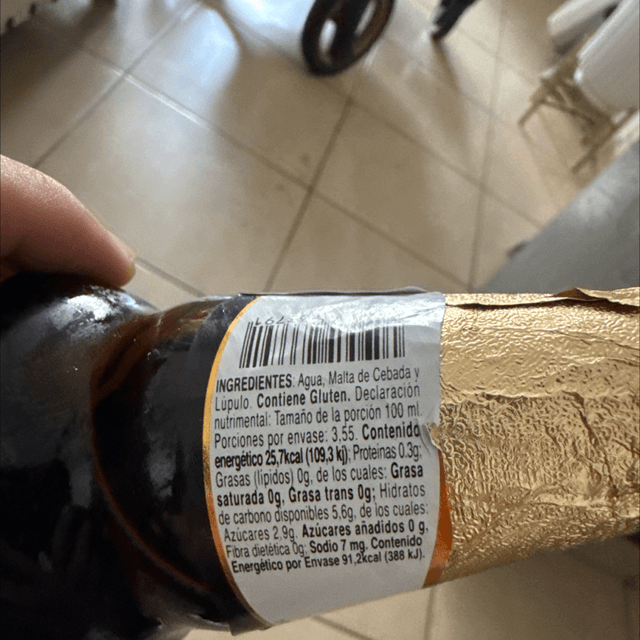 INGREDIENTES: Agua, Malta de Cebada y
Lúpulo. Contiene Gluten. Declaración
nutrimental: Tamaño de la porción 100 ml.
Porciones por envase: 3,55. Contenido
energético 25,7kcal (109,3 kj); Proteínas 0.3g;
Grasas (lípidos) 0g, de los cuales: Grasa
saturada 0g, Grasa trans 0g; Hidratos
de carbono disponibles 5,6g, de los cuales:
Azúcares 2,9g. Azúcares añadidos 0 g,
Fibra dietética 0g; Sodio 7 mg. Contenido
Energético por Envase 91,2kcal (388 kJ).